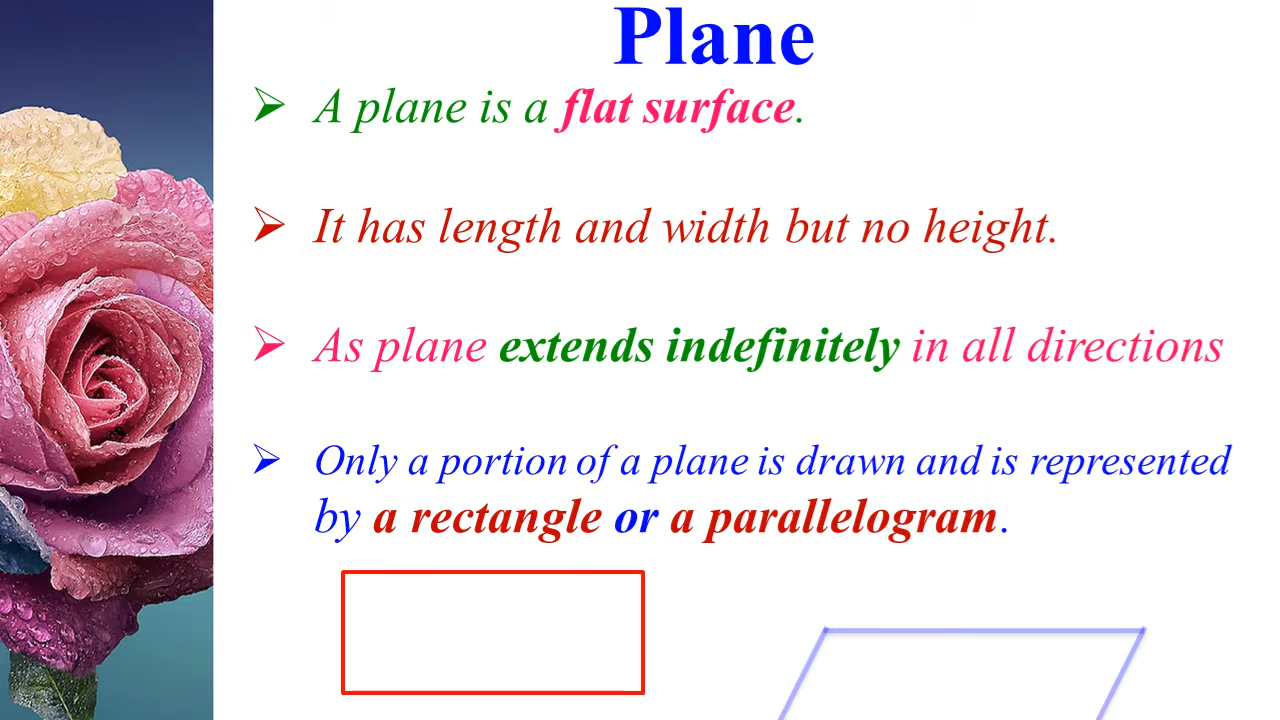 Plane
A plane is a flat surface.
It has length and width but no height.
As plane extends indefinitely in all directions
Only a portion of a plane is drawn and is represented
by a rectangle or a parallelogram.